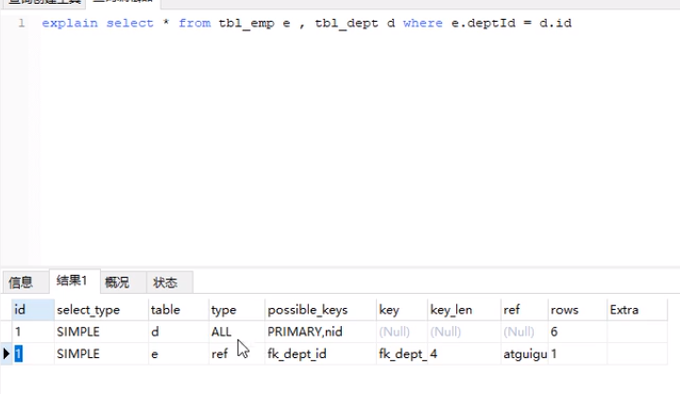 1 explain select * from tbl_emp e , tbl_dept d where e.deptId = d.id
信息 结果1 概况 状态
id select_type table type possible_keys key key_len ref rows Extra
1 SIMPLE d ALL PRIMARY,nid (Null) (Null) (Null) 6
1 SIMPLE e ref fk_dept_id fk_dept_ 4 atguigu 1